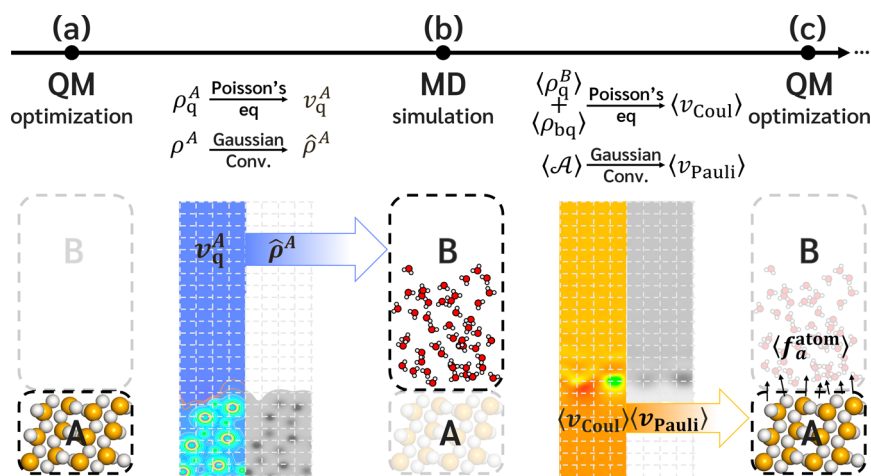 (a) (b) (c)
...
QM
optimization
ρ_q^A Poisson's eq → v_q^A
ρ^A Gaussian Conv. → ρ̂^A
MD
simulation
⟨ρ_q^B⟩ + ⟨ρ_bq⟩ Poisson's eq → ⟨v_Coul⟩
⟨𝒜⟩ Gaussian Conv. → ⟨v_Pauli⟩
QM
optimization
B
A
v_q^A ρ̂^A
B
A
⟨v_Coul⟩ ⟨v_Pauli⟩
B
⟨f_a^atom⟩
A